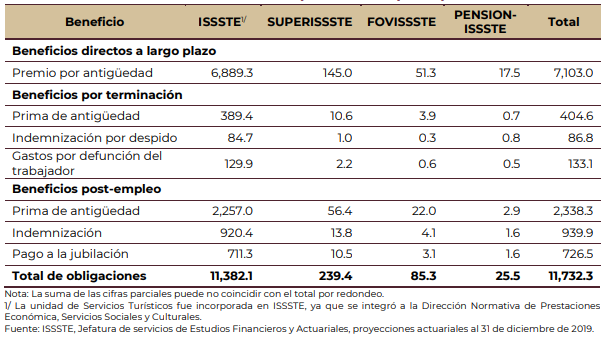 Beneficio ISSSTE1/ SUPERISSSTE FOVISSSTE PENSION-ISSSTE Total
Beneficios directos a largo plazo
Premio por antigüedad 6,889.3 145.0 51.3 17.5 7,103.0
Beneficios por terminación
Prima de antigüedad 389.4 10.6 3.9 0.7 404.6
Indemnización por despido 84.7 1.0 0.3 0.8 86.8
Gastos por defunción del trabajador 129.9 2.2 0.6 0.5 133.1
Beneficios post-empleo
Prima de antigüedad 2,257.0 56.4 22.0 2.9 2,338.3
Indemnización 920.4 13.8 4.1 1.6 939.9
Pago a la jubilación 711.3 10.5 3.1 1.6 726.5
Total de obligaciones 11,382.1 239.4 85.3 25.5 11,732.3
Nota: La suma de las cifras parciales puede no coincidir con el total por redondeo.
1/ La unidad de Servicios Turísticos fue incorporada en ISSSTE, ya que se integró a la Dirección Normativa de Prestaciones
Económica, Servicios Sociales y Culturales.
Fuente: ISSSTE, Jefatura de servicios de Estudios Financieros y Actuariales, proyecciones actuariales al 31 de diciembre de 2019.